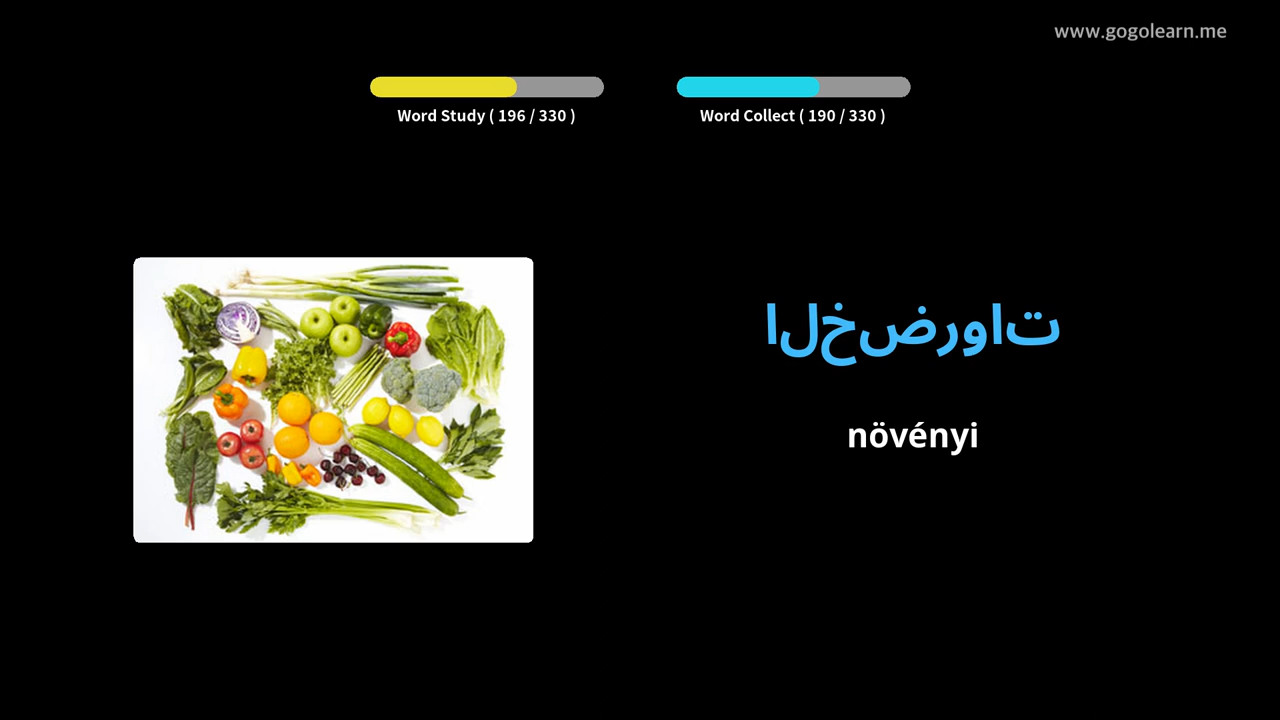 www.gogolearn.me
Word Study ( 196 / 330 )
Word Collect ( 190 / 330 )
الخضروات
növényi